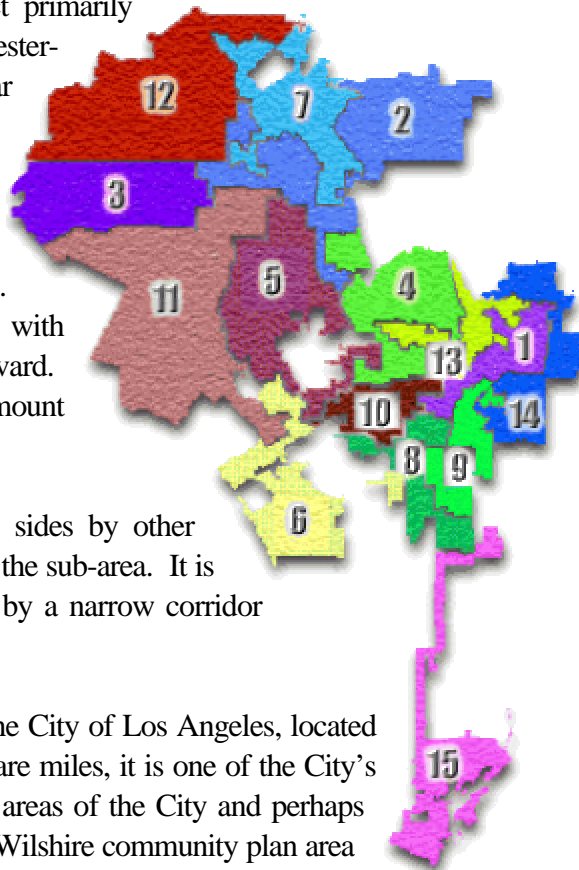 primarily
ester-
ar
.
with
vard.
mount
sides by other
the sub-area. It is
by a narrow corridor
he City of Los Angeles, located
are miles, it is one of the City's
areas of the City and perhaps
Wilshire community plan area
12
7
2
3
5
11
4
1
13
10
14
8
9
6
15